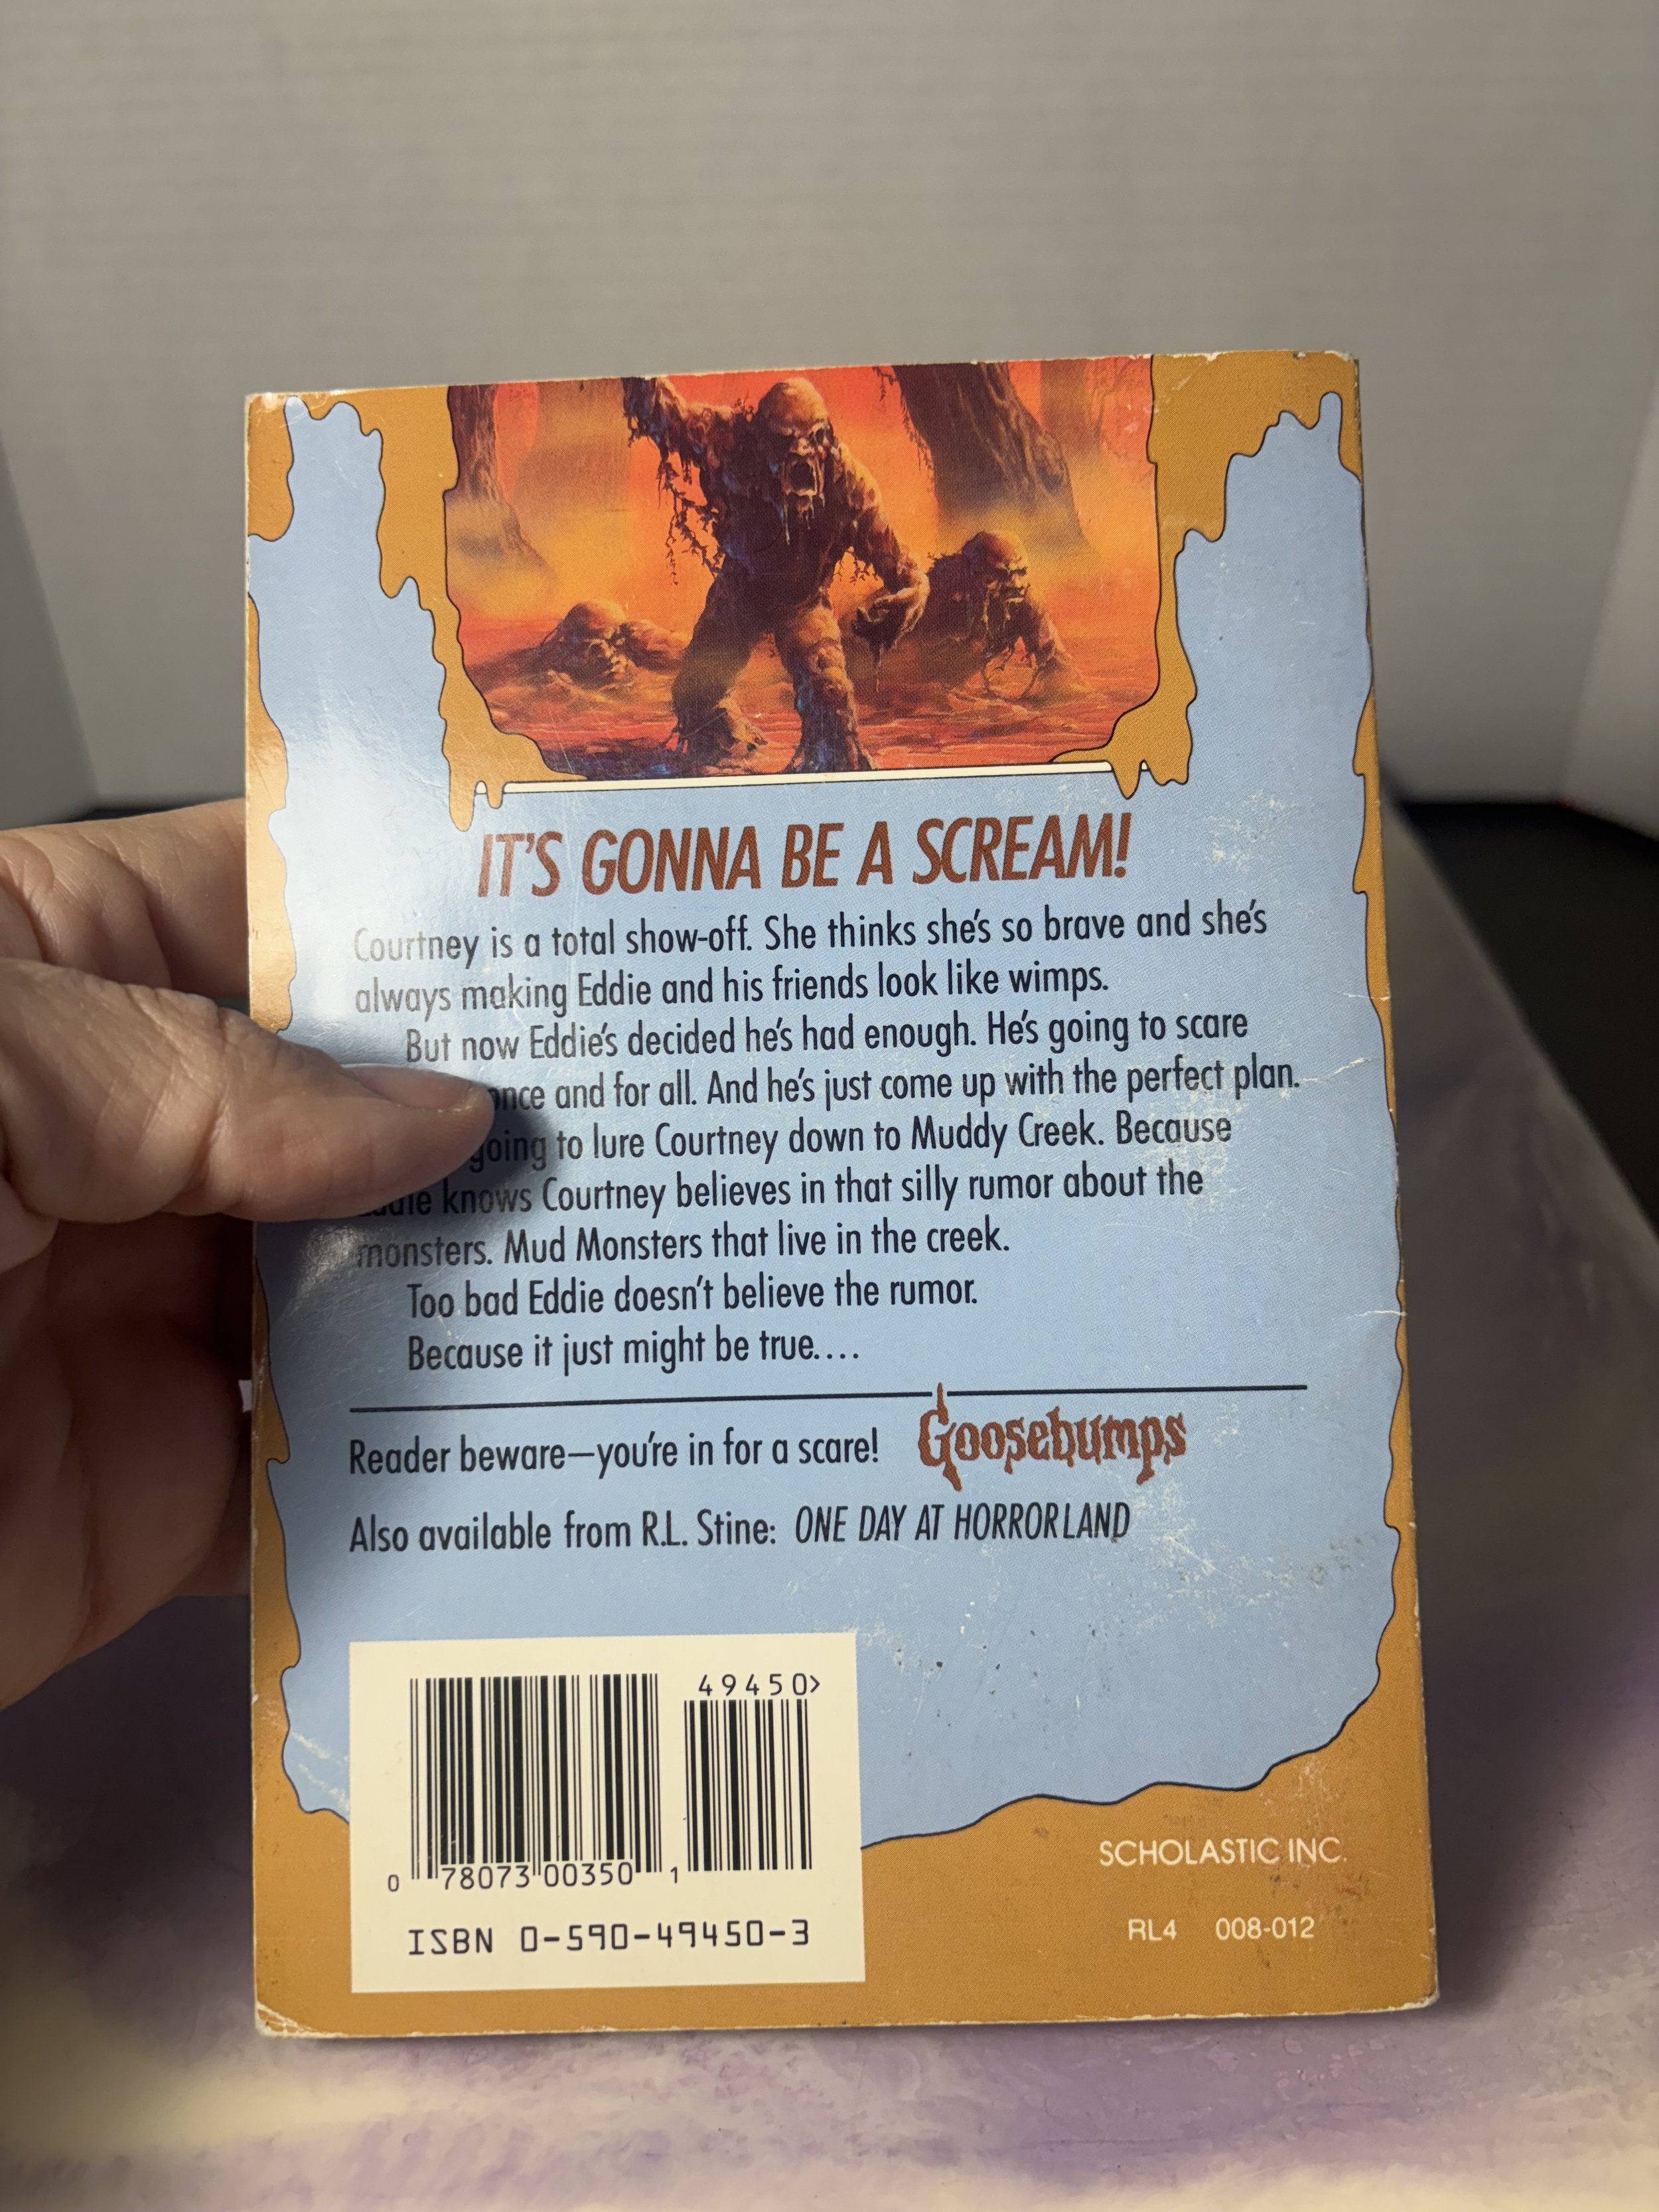 IT'S GONNA BE A SCREAM!
Courtney is a total show-off. She thinks she's so brave and she's
always making Eddie and his friends look like wimps.
But now Eddie's decided he's had enough. He's going to scare
once and for all. And he's just come up with the perfect plan.
going to lure Courtney down to Muddy Creek. Because
knows Courtney believes in that silly rumor about the
monsters. Mud Monsters that live in the creek.
Too bad Eddie doesn't believe the rumor.
Because it just might be true....
Reader beware—you're in for a scare! Goosebumps
Also available from R.L. Stine: ONE DAY AT HORRORLAND
49450>
0 78073 00350 1
ISBN 0-590-49450-3
SCHOLASTIC INC.
RL4 008-012